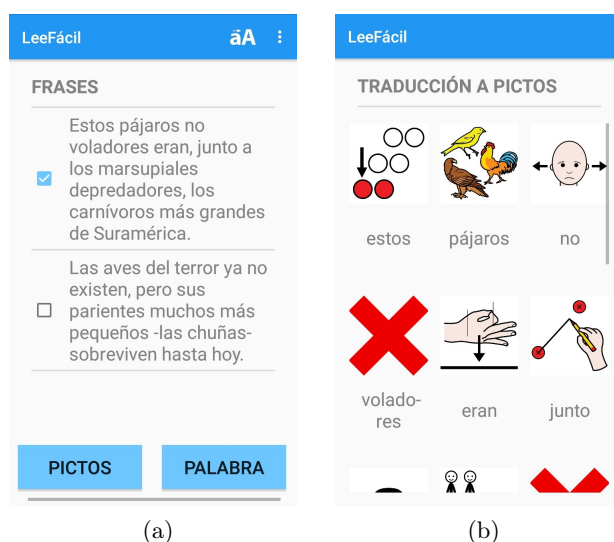 LeeFácil
äA
FRASES
Estos pájaros no
voladores eran, junto a
los marsupiales
depredadores, los
carnívoros más grandes
de Suramérica.
Las aves del terror ya no
existen, pero sus
parientes muchos más
pequeños -las chuñas-
sobreviven hasta hoy.
PICTOS PALABRA
(a)
LeeFácil
TRADUCCIÓN A PICTOS
estos pájaros no
volado-
res
eran junto
(b)